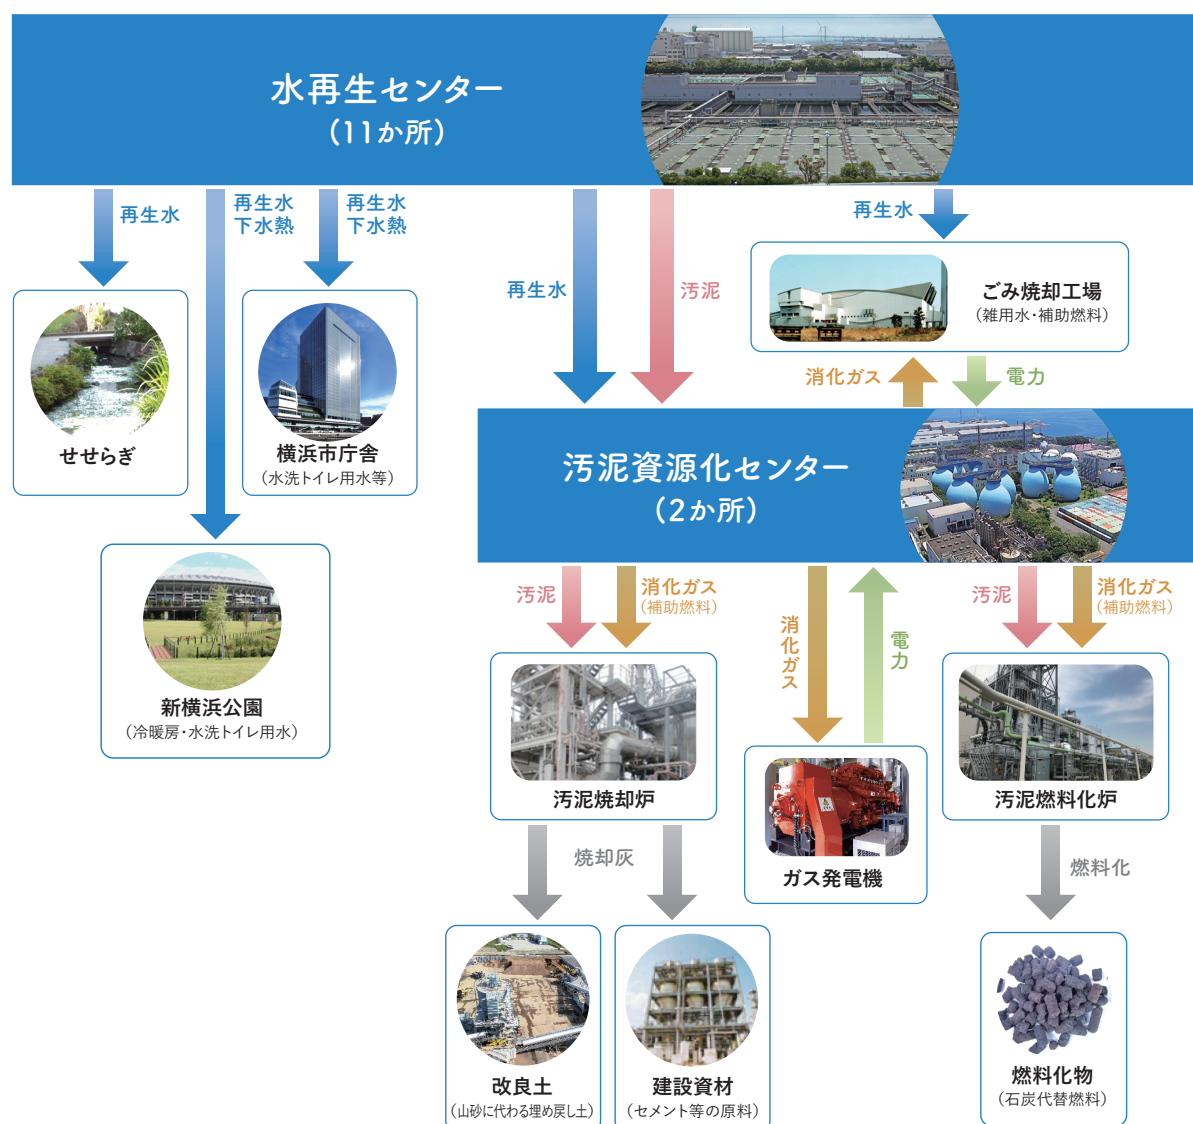 水再生センター
(11か所)
再生水
再生水
下水熱
再生水
下水熱
再生水
汚泥
再生水
ごみ焼却工場
(雑用水・補助燃料)
せせらぎ
横浜市庁舎
(水洗トイレ用水等)
消化ガス
電力
汚泥資源化センター
(2か所)
新横浜公園
(冷暖房・水洗トイレ用水)
汚泥
消化ガス
(補助燃料)
消化ガス
電力
汚泥
消化ガス
(補助燃料)
汚泥焼却炉
ガス発電機
汚泥燃料化炉
焼却灰
燃料化
改良土
(山砂に代わる埋め戻し土)
建設資材
(セメント等の原料)
燃料化物
(石炭代替燃料)